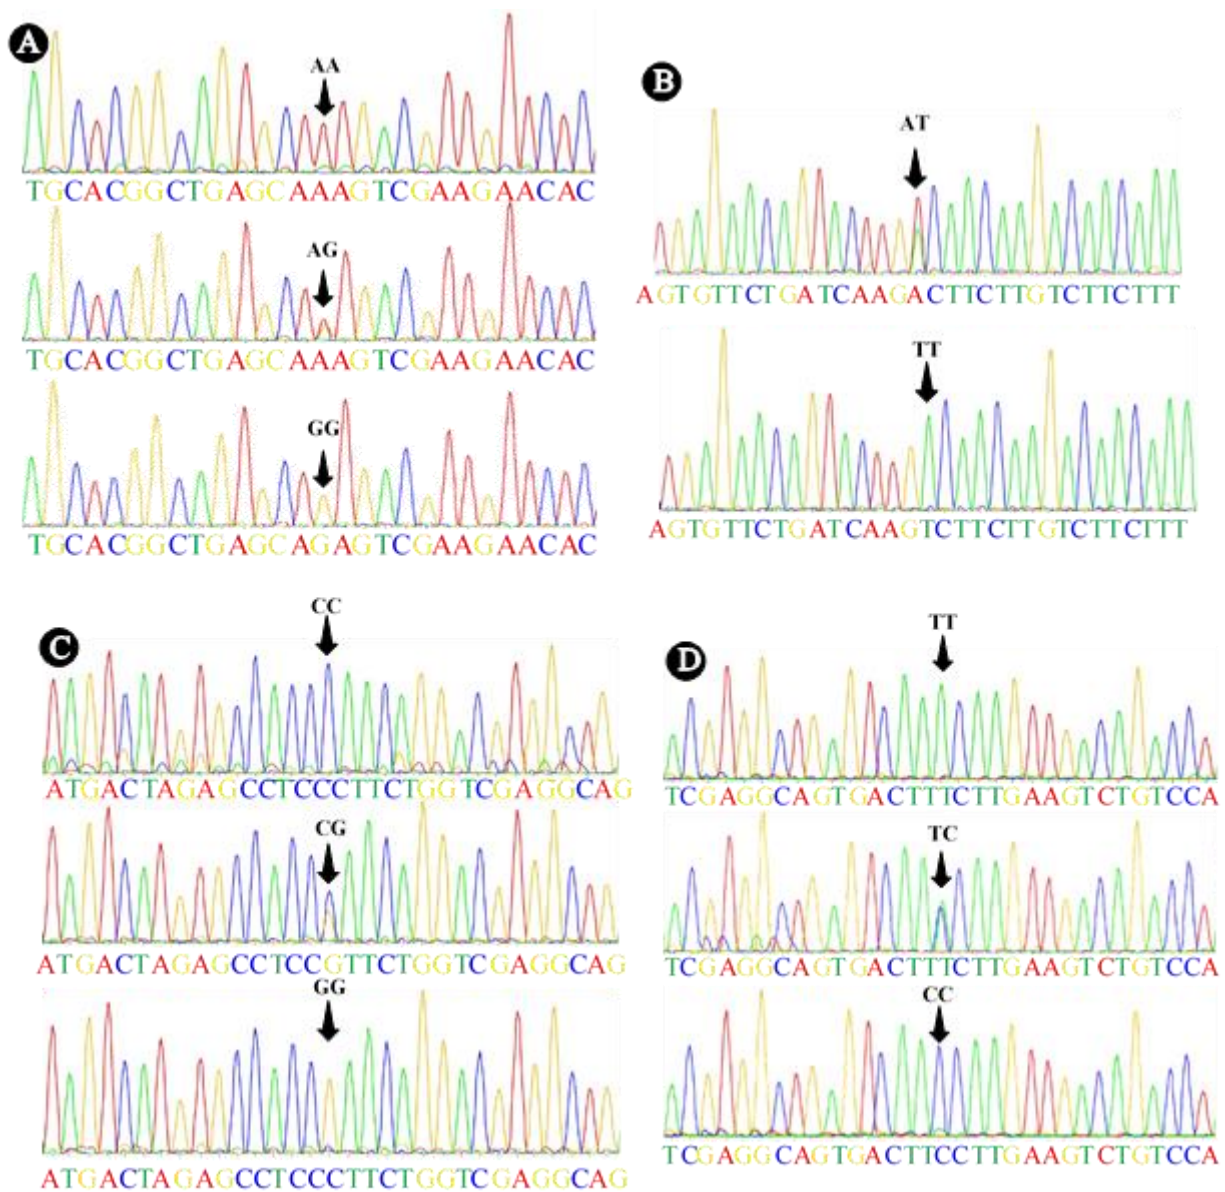 A
AA
TGCACGGCTGAGCAAAGTCGAAGAACAC
AG
TGCACGGCTGAGCAAAGTCGAAGAACAC
GG
TGCACGGCTGAGCAGAGTCGAAGAACAC
B
AT
AGTGTTCTGATCAAGACTTCTTGTCTTCTTT
TT
AGTGTTCTGATCAAGTCTTCTTGTCTTCTTT
C
CC
ATGACTAGAGCCTCCCCTTCTGGTCGAGGCAG
CG
ATGACTAGAGCCTCCGTTCTGGTCGAGGCAG
GG
ATGACTAGAGCCTCCCTTCTGGTCGAGGCAG
D
TT
TCGAGGCAGTGACTTTCTTGAAGTCTGTCCA
TC
TCGAGGCAGTGACTTTCTTGAAGTCTGTCCA
CC
TCGAGGCAGTGACTTCCTTGAAGTCTGTCCA